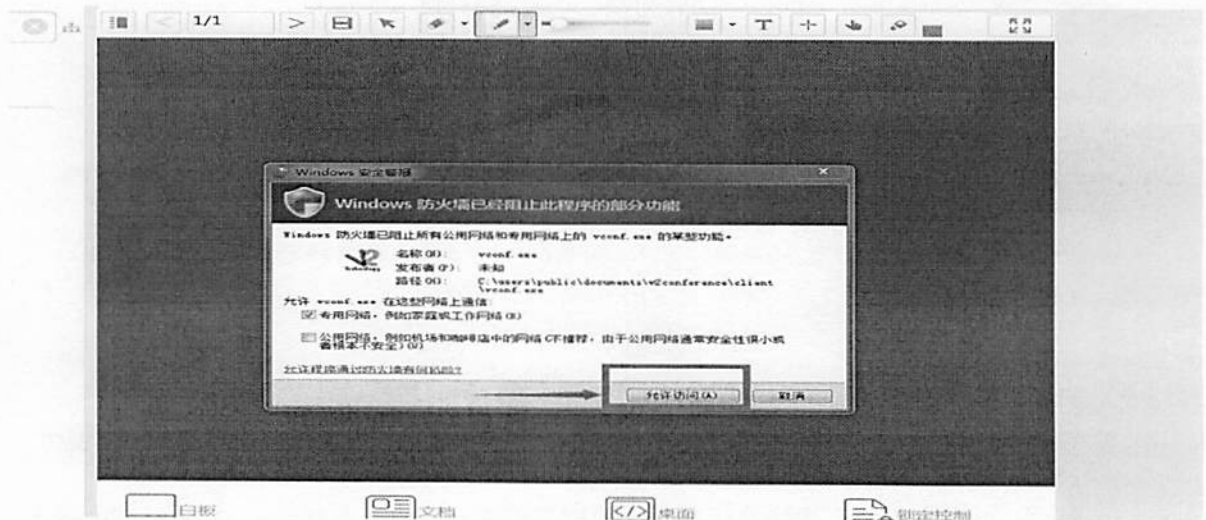 1/1
T
Windows 安全警报
Windows 防火墙已经阻止此程序的部分功能
Windows 防火墙已阻止所有公用网络和专用网络上的 vconf.exe 的某些功能。
名称(N): vconf.exe
发布者(P): 未知
路径(H): C:\users\public\documents\v2conference\client
\vconf.exe
允许 vconf.exe 在这些网络上通信:
专用网络，例如家庭或工作网络(R)
公用网络，例如机场和咖啡店中的网络(不推荐，由于公用网络通常安全性很小或
者根本不安全)(U)
允许程序通过防火墙有何风险?
允许访问(A) 取消
白板 文档 桌面 锁定控制